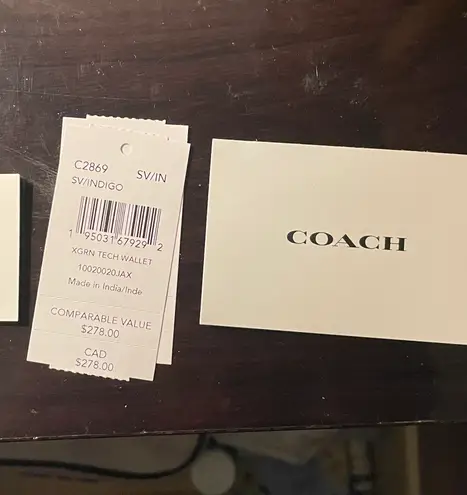 C2869 SV/IN
SV/INDIGO
1 95031 67929 2
XGRN TECH WALLET
10020020JAX
Made in India/Inde
COMPARABLE VALUE
$278.00
CAD
$278.00
COACH